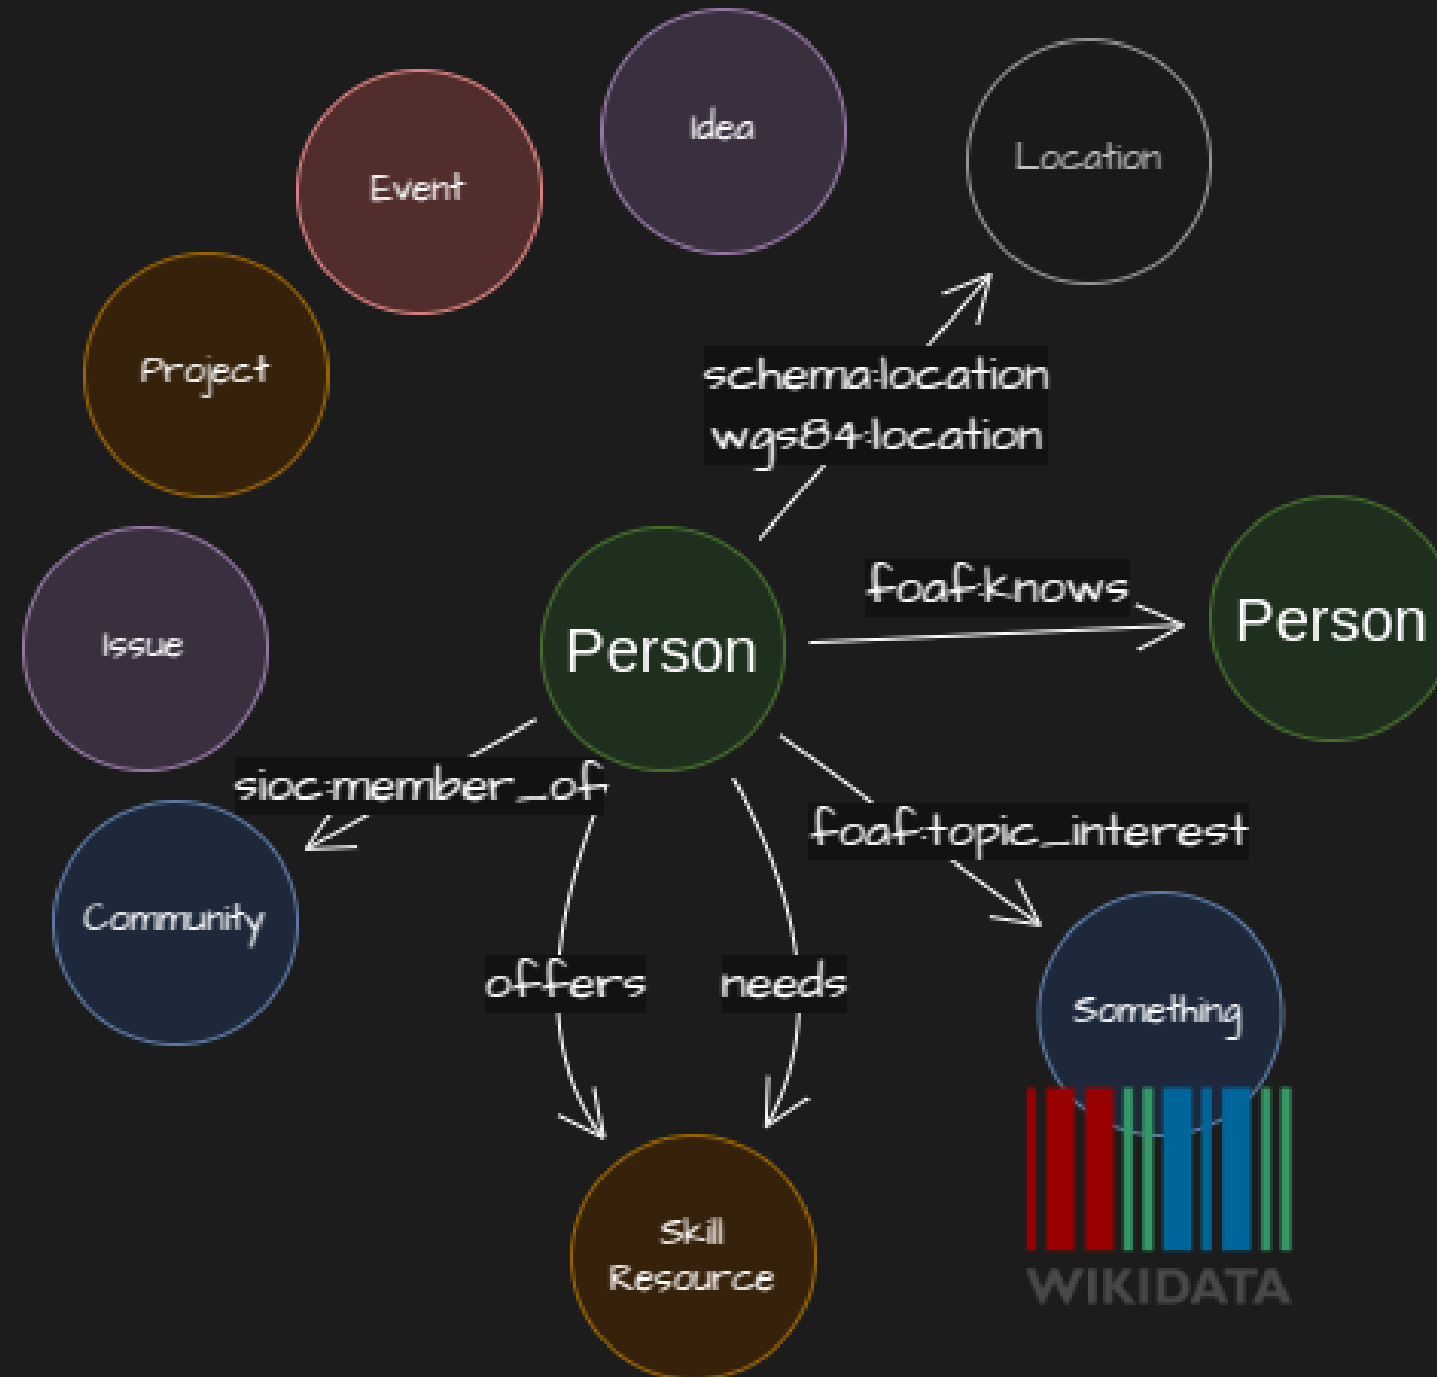 Idea
Location
Event
Project
schema:location
wgs84:location
foaf:knows
Person
Person
Issue
sioc:member_of
foaf:topic_interest
Community
offers
needs
Something
Skill
Resource
WIKIDATA